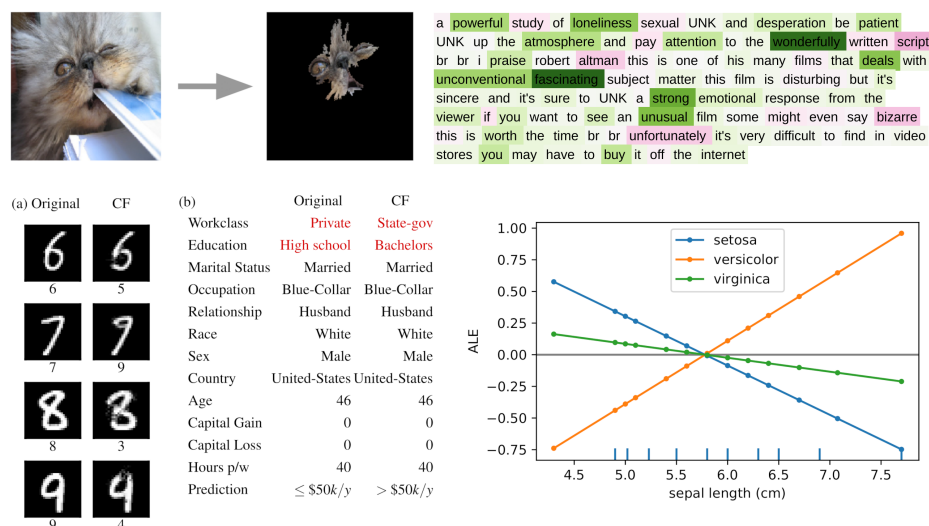 a powerful study of loneliness sexual UNK and desperation be patient
UNK up the atmosphere and pay attention to the wonderfully written script
br br i praise robert altman this is one of his many films that deals with
unconventional fascinating subject matter this film is disturbing but it's
sincere and it's sure to UNK a strong emotional response from the
viewer if you want to see an unusual film some might even say bizarre
this is worth the time br br unfortunately it's very difficult to find in video
stores you may have to buy it off the internet
(a) Original CF
6 5
7 9
8 3
9 4
(b) Original CF
Workclass Private State-gov
Education High school Bachelors
Marital Status Married Married
Occupation Blue-Collar Blue-Collar
Relationship Husband Husband
Race White White
Sex Male Male
Country United-States United-States
Age 46 46
Capital Gain 0 0
Capital Loss 0 0
Hours p/w 40 40
Prediction ≤ $50k/y > $50k/y
setosa
versicolor
virginica
ALE
1.00
0.75
0.50
0.25
0.00
−0.25
−0.50
−0.75
4.5 5.0 5.5 6.0 6.5 7.0 7.5
sepal length (cm)